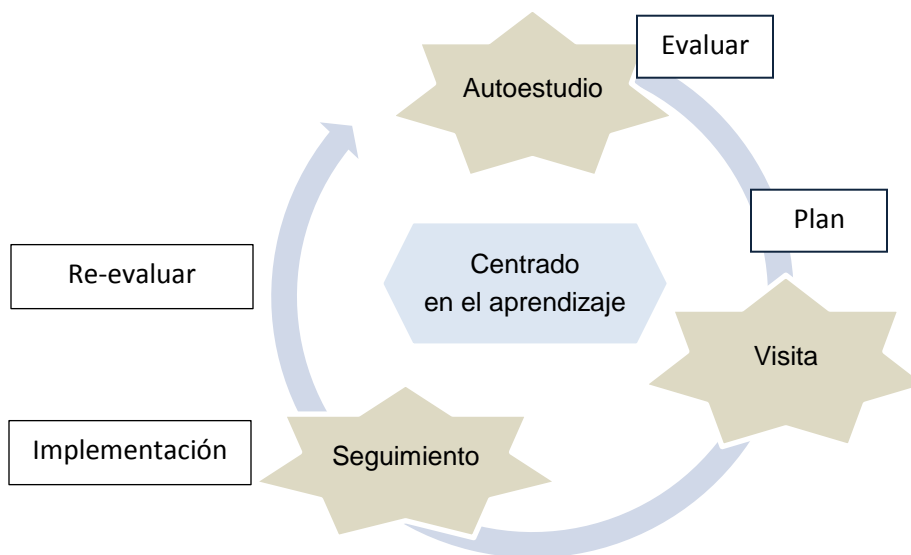 Evaluar
Autoestudio
Plan
Re-evaluar
Centrado
en el aprendizaje
Visita
Implementación
Seguimiento